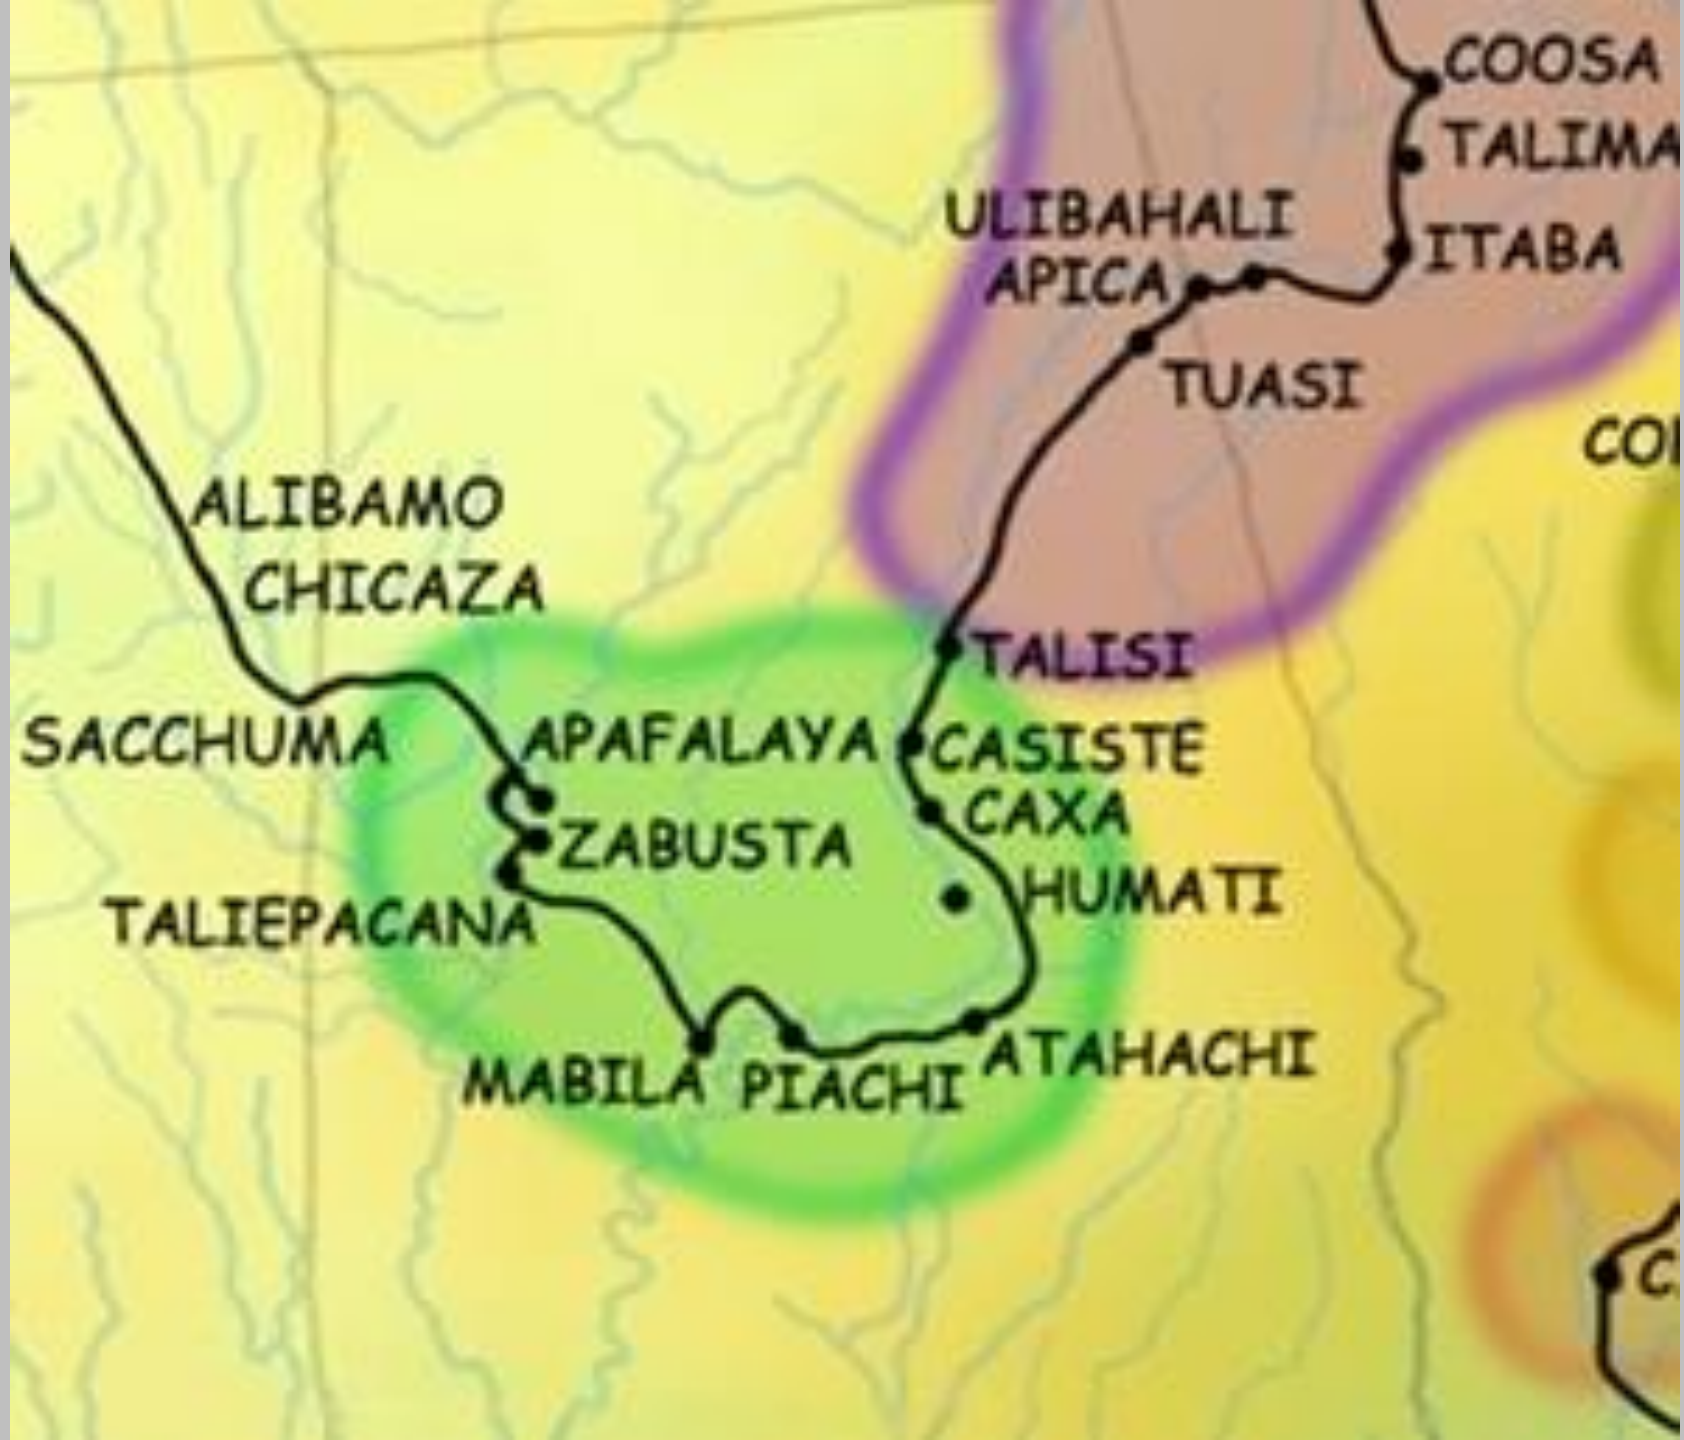 COOSA
TALIMA
ULIBAHALI
ITABA
APICA
TUASI
ALIBAMO
CHICAZA
TALISI
SACCHUMA
APAFALAYA
CASISTE
CAXA
ZABUSTA
HUMATI
TALIEPACANA
ATAHACHI
MABILA
PIACHI